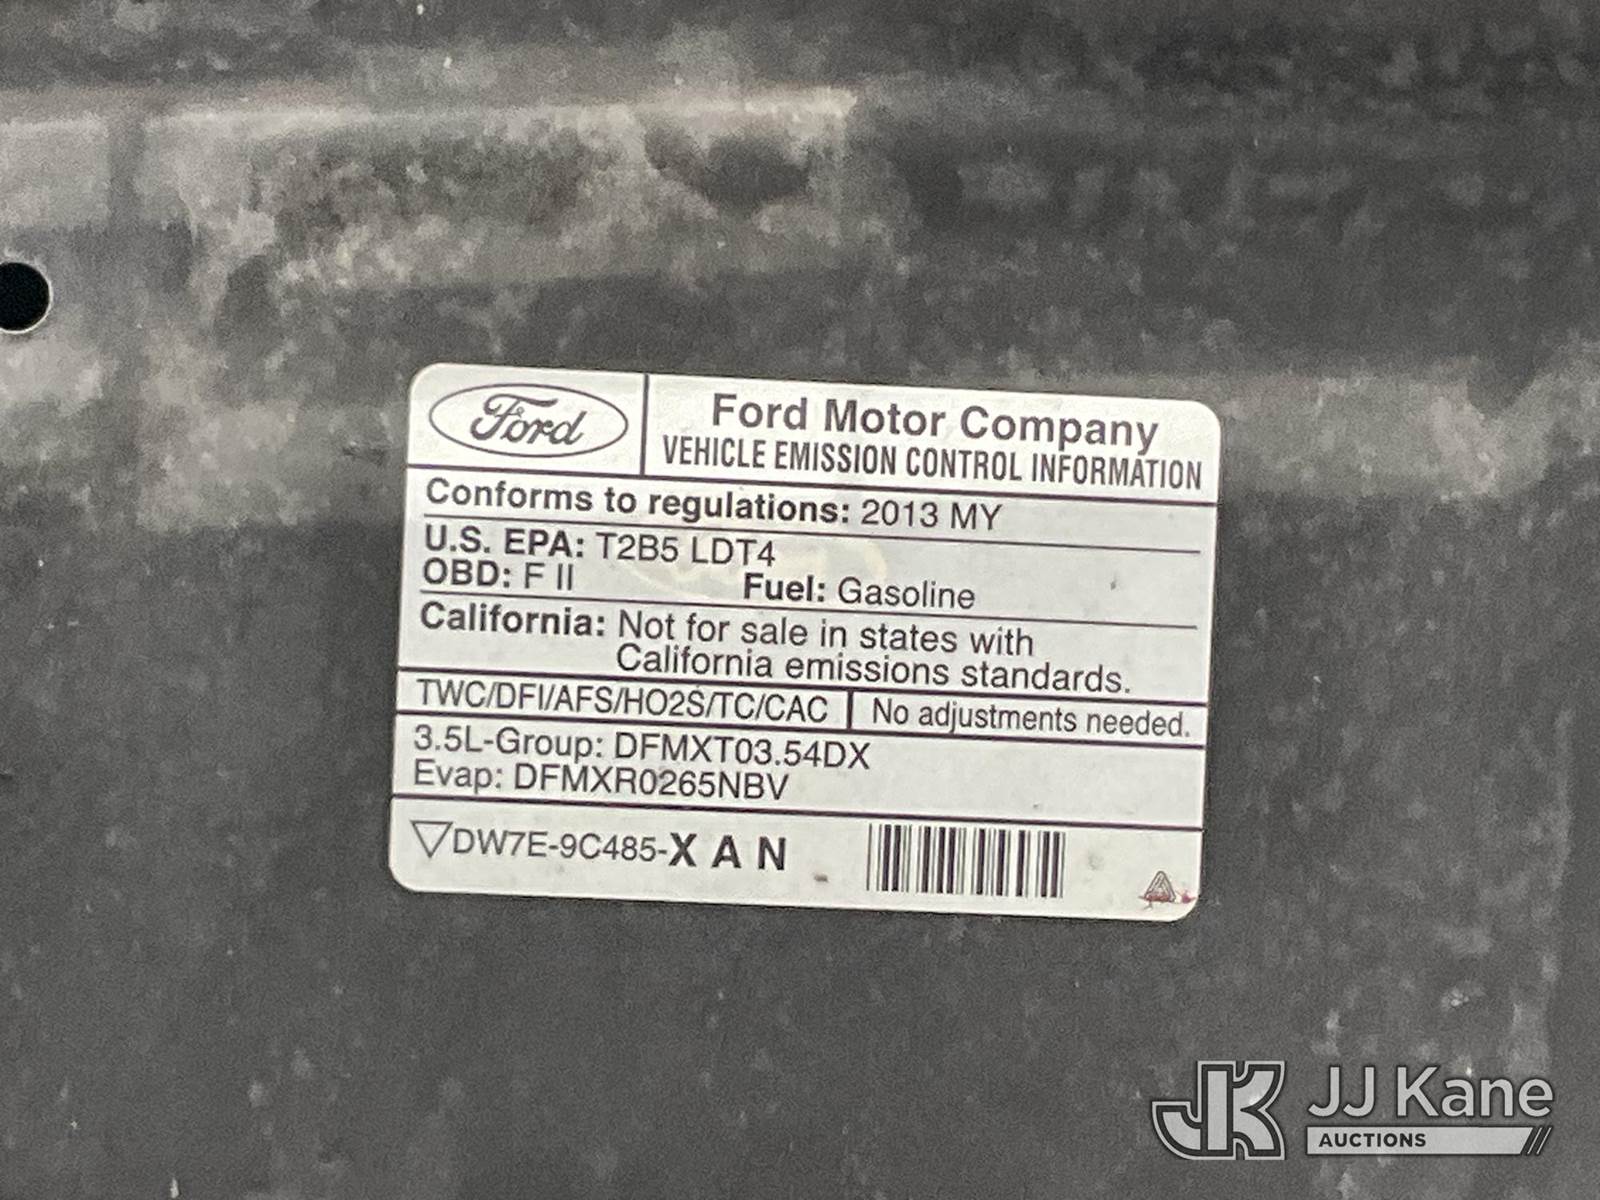 Ford
Ford Motor Company
VEHICLE EMISSION CONTROL INFORMATION
Conforms to regulations: 2013 MY
U.S. EPA: T2B5 LDT4
OBD: F II Fuel: Gasoline
California: Not for sale in states with
California emissions standards.
TWC/DFI/AFS/HO2S/TC/CAC No adjustments needed.
3.5L-Group: DFMXT03.54DX
Evap: DFMXR0265NBV
DW7E-9C485-X A N
JK JJ Kane
AUCTIONS